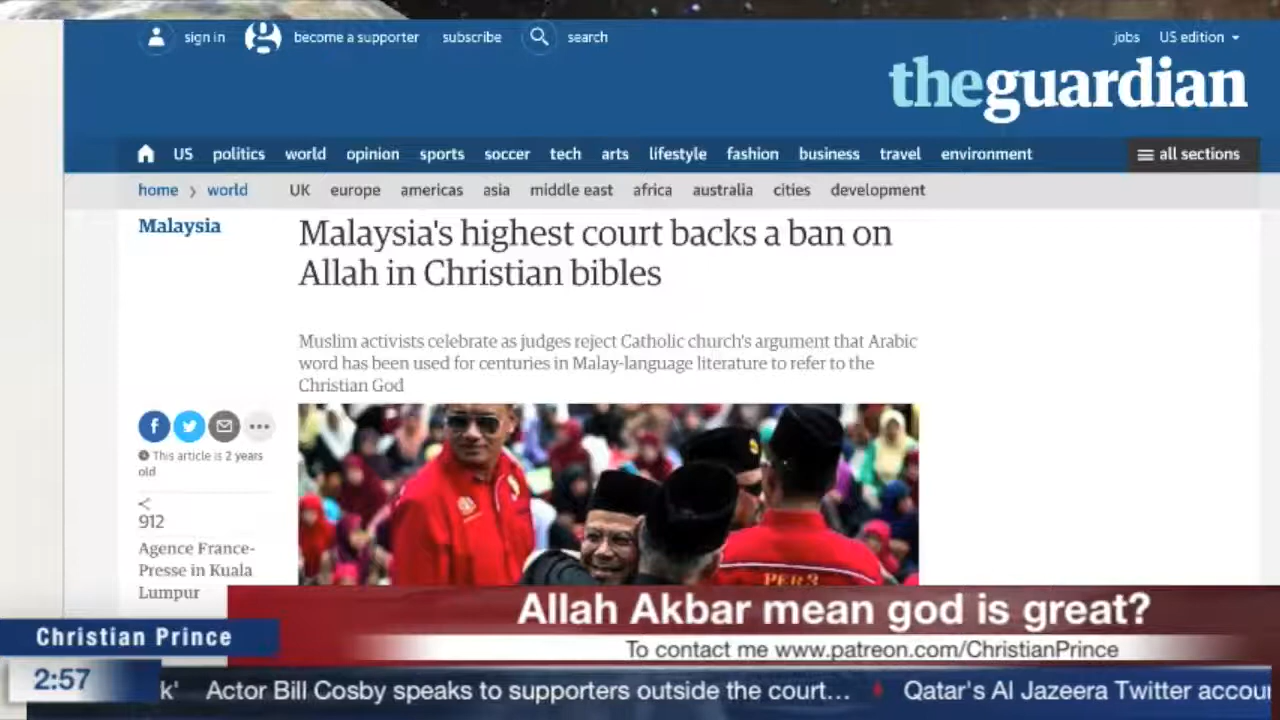 sign in
become a supporter
subscribe
search
jobs
US edition
theguardian
US politics world opinion sports soccer tech arts lifestyle fashion business travel environment
all sections
home > world UK europe americas asia middle east africa australia cities development
Malaysia
Malaysia's highest court backs a ban on
Allah in Christian bibles
Muslim activists celebrate as judges reject Catholic church's argument that Arabic
word has been used for centuries in Malay-language literature to refer to the
Christian God
This article is 2 years
old
912
Agence France-
Presse in Kuala
Lumpur
Allah Akbar mean god is great?
Christian Prince
To contact me www.patreon.com/ChristianPrince
2:57
k' Actor Bill Cosby speaks to supporters outside the court... Qatar's Al Jazeera Twitter accou